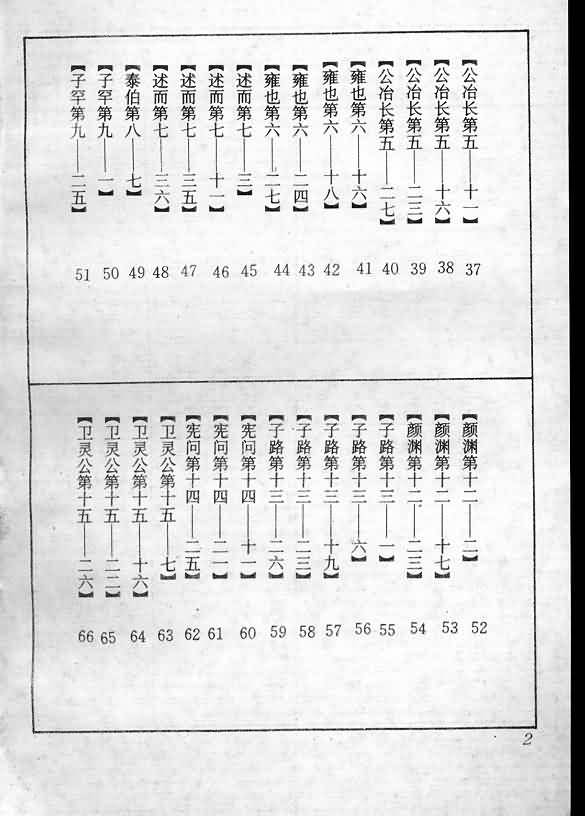 【公冶长第五——十一】 37
【公冶长第五——十六】 38
【公冶长第五——二三】 39
【公冶长第五——二七】 40
【雍也第六——十六】 41
【雍也第六——十八】 42
【雍也第六——二四】 43
【雍也第六——二七】 44
【述而第七——三】 45
【述而第七——十一】 46
【述而第七——三五】 47
【述而第七——三六】 48
【泰伯第八——七】 49
【子罕第九——一】 50
【子罕第九——二五】 51
【颜渊第十二——二】 52
【颜渊第十二——十七】 53
【颜渊第十二——二三】 54
【子路第十三——一】 55
【子路第十三——六】 56
【子路第十三——十九】 57
【子路第十三——二三】 58
【子路第十三——二六】 59
【宪问第十四——十一】 60
【宪问第十四——二一】 61
【宪问第十四——二五】 62
【卫灵公第十五——七】 63
【卫灵公第十五——十六】 64
【卫灵公第十五——二二】 65
【卫灵公第十五——二六】 66
2